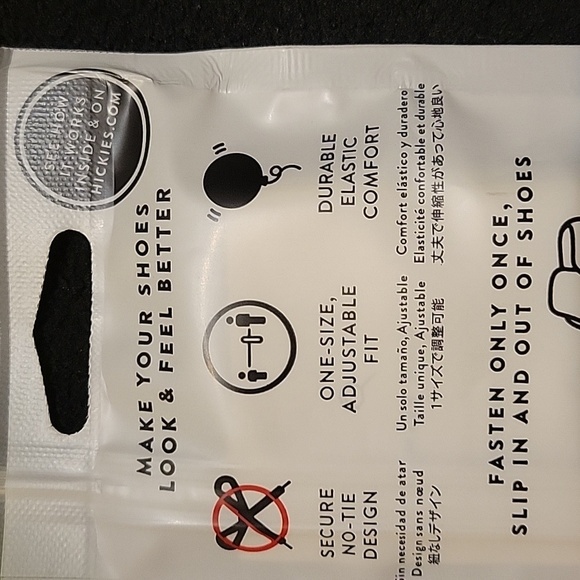 SEE HOW
IT WORKS
INSIDE & ON
HICKIES.COM
MAKE YOUR SHOES
LOOK & FEEL BETTER
SECURE
NO-TIE
DESIGN
necesidad de atar
Design sans nœud
紐なしデザイン
ONE-SIZE,
ADJUSTABLE
FIT
Un solo tamaño, Ajustable
Taille unique, Ajustable
1サイズで調整可能
DURABLE
ELASTIC
COMFORT
Comfort elástico y duradero
Elasticité confortable et durable
丈夫で伸縮性があって心地良い
FASTEN ONLY ONCE,
SLIP IN AND OUT OF SHOES